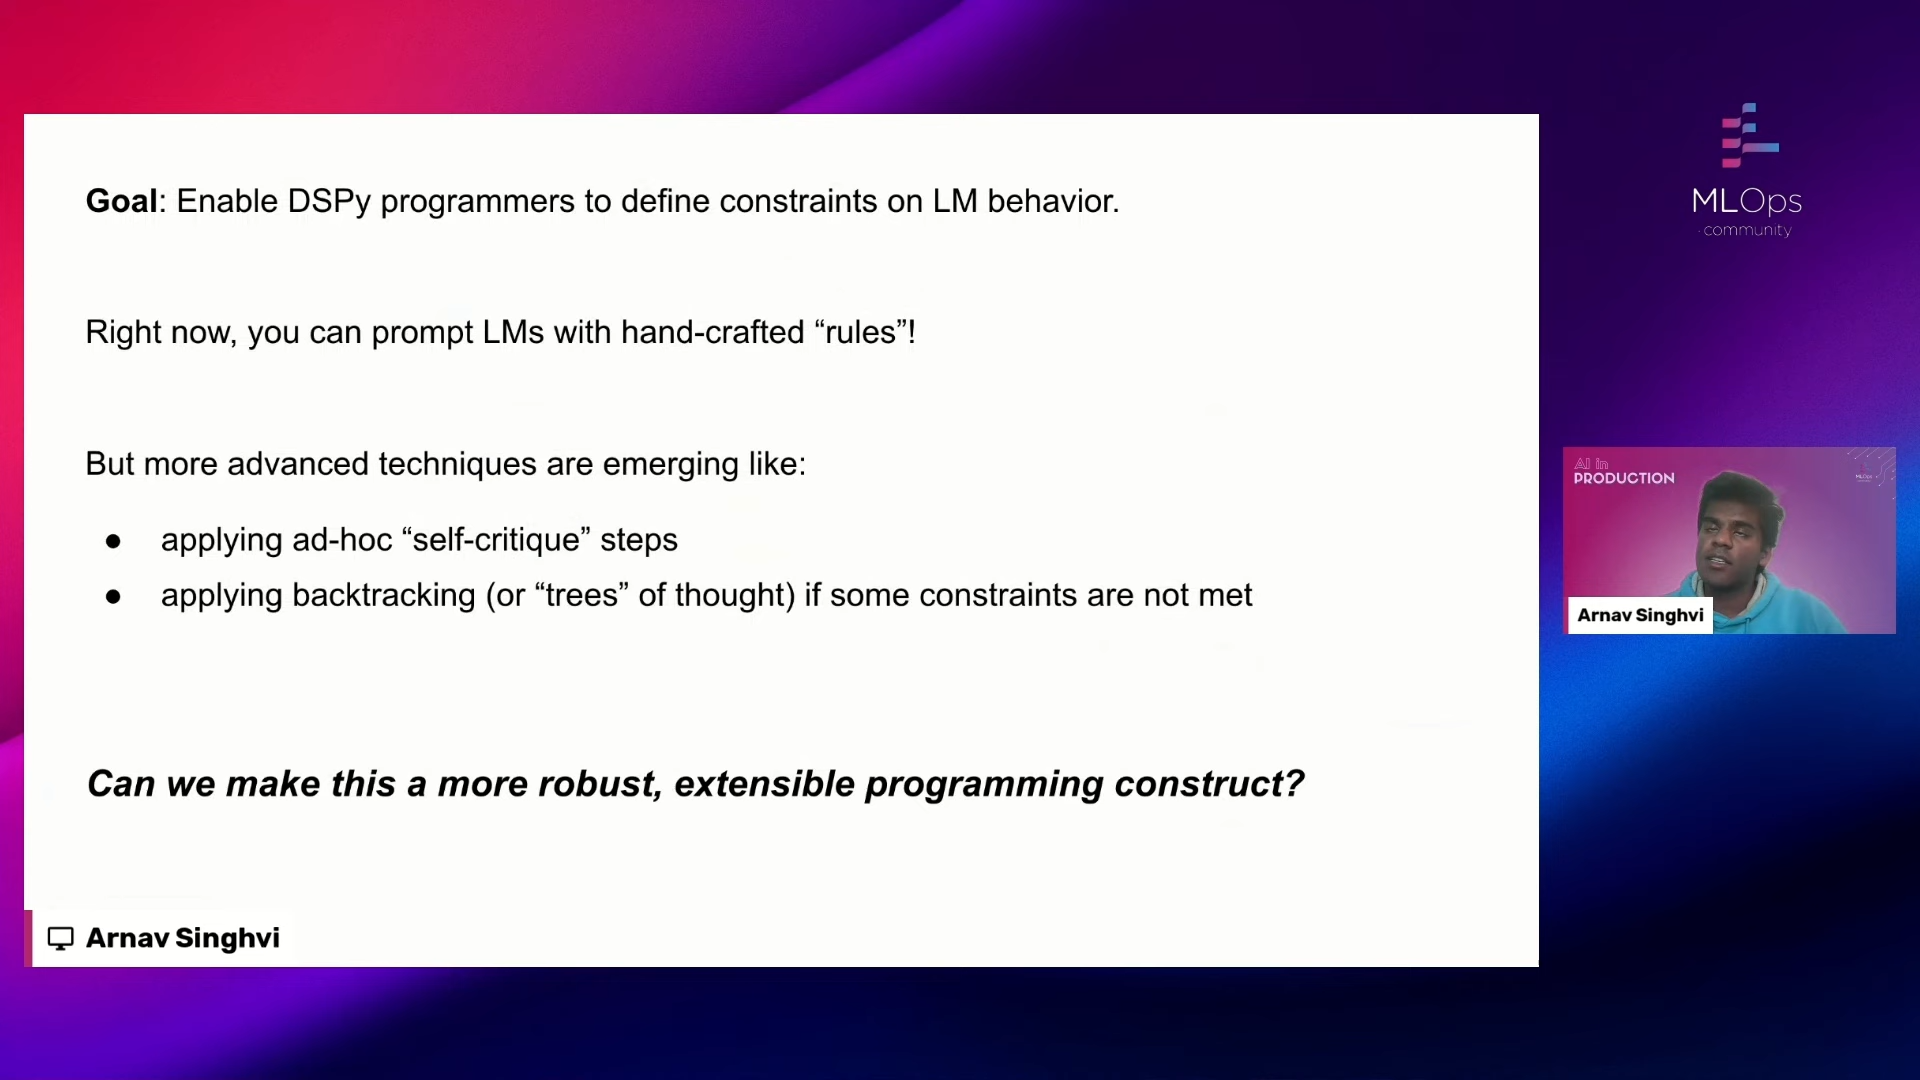 Goal: Enable DSPy programmers to define constraints on LM behavior.
Right now, you can prompt LMs with hand-crafted “rules”!
But more advanced techniques are emerging like:
● applying ad-hoc “self-critique” steps
● applying backtracking (or “trees” of thought) if some constraints are not met
Can we make this a more robust, extensible programming construct?
Arnav Singhvi
MLOps
community
AI in
PRODUCTION
Arnav Singhvi